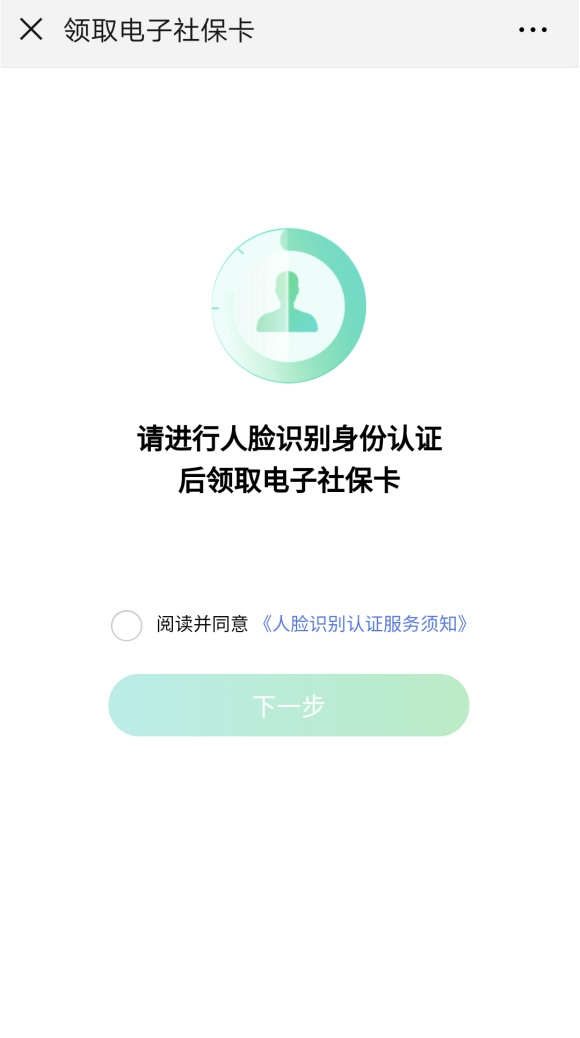 领取电子社保卡
请进行人脸识别身份认证
后领取电子社保卡
阅读并同意 《人脸识别认证服务须知》
下一步